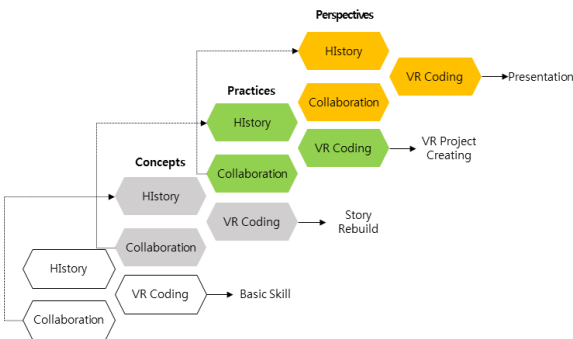 Perspectives
HIstory
VR Coding
Presentation
Collaboration
Practices
HIstory
VR Coding
VR Project
Creating
Collaboration
Concepts
HIstory
VR Coding
Story
Rebuild
Collaboration
HIstory
VR Coding
Basic Skill
Collaboration